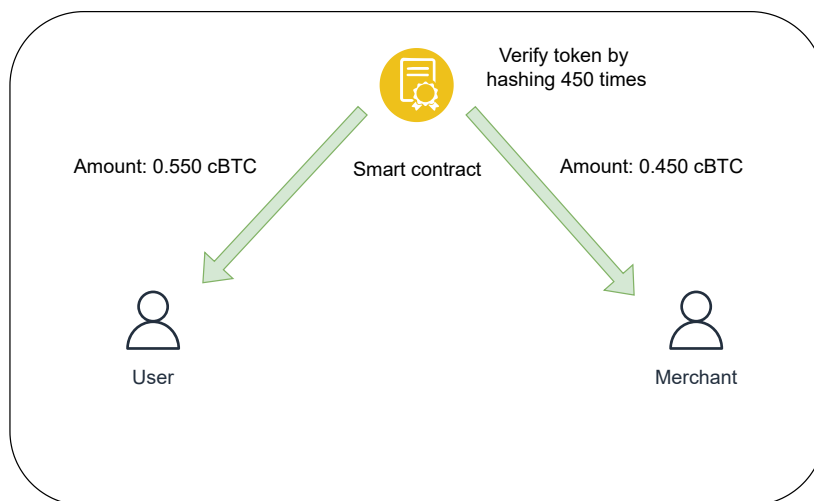 Verify token by
hashing 450 times
Amount: 0.550 cBTC
Smart contract
Amount: 0.450 cBTC
User
Merchant